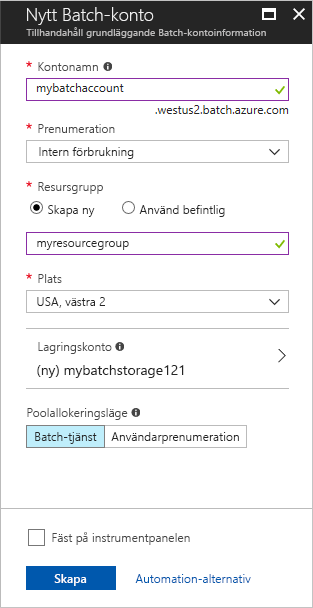 Nytt Batch-konto
Tillhandahåll grundläggande Batch-kontoinformation
* Kontonamn
mybatchaccount
.westus2.batch.azure.com
* Prenumeration
Intern förbrukning
* Resursgrupp
Skapa ny Använd befintlig
myresourcegroup
* Plats
USA, västra 2
Lagringskonto
(ny) mybatchstorage121
Poolallokeringsläge
Batch-tjänst Användarprenumeration
Fäst på instrumentpanelen
Skapa Automation-alternativ